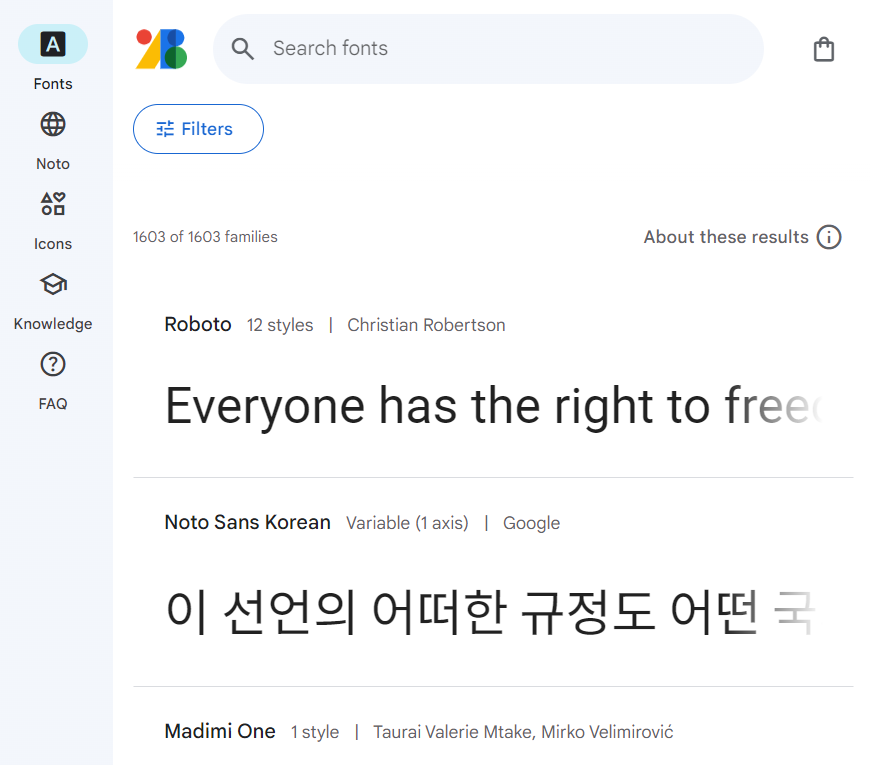 Fonts
Noto
Icons
Knowledge
FAQ
Search fonts
Filters
1603 of 1603 families
About these results
Roboto 12 styles | Christian Robertson
Everyone has the right to freed
Noto Sans Korean Variable (1 axis) | Google
이 선언의 어떠한 규정도 어떤 국
Madimi One 1 style | Taurai Valerie Mtake, Mirko Velimirović